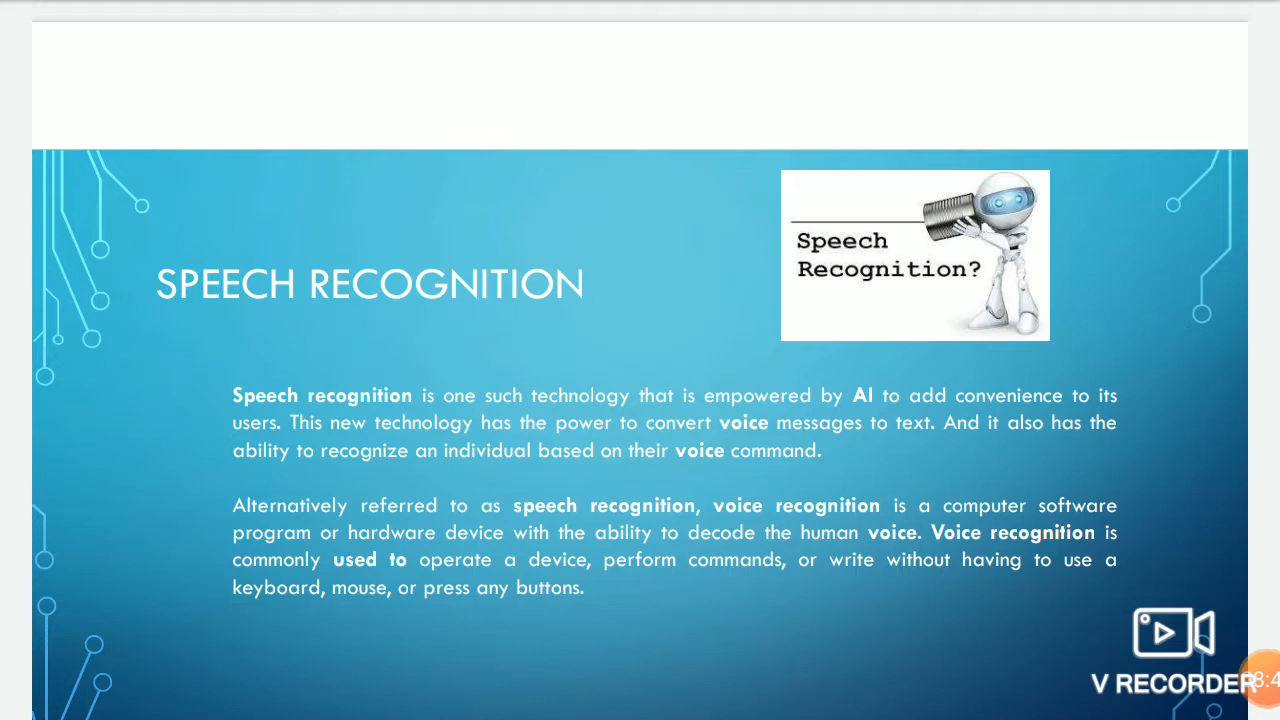 Speech
Recognition?
SPEECH RECOGNITION
Speech recognition is one such technology that is empowered by AI to add convenience to its
users. This new technology has the power to convert voice messages to text. And it also has the
ability to recognize an individual based on their voice command.
Alternatively referred to as speech recognition, voice recognition is a computer software
program or hardware device with the ability to decode the human voice. Voice recognition is
commonly used to operate a device, perform commands, or write without having to use a
keyboard, mouse, or press any buttons.
V RECORDER